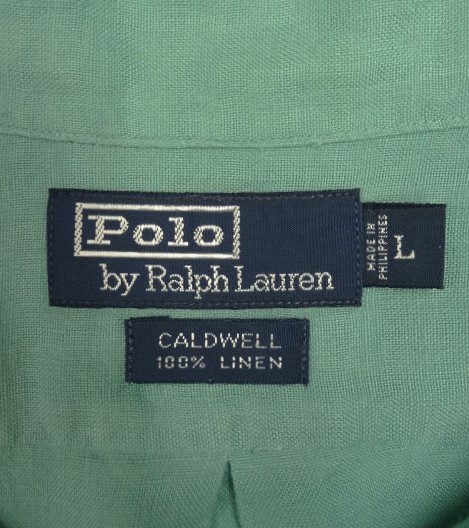 Polo
by Ralph Lauren
MADE IN
PHILIPPINES
L
CALDWELL
100% LINEN